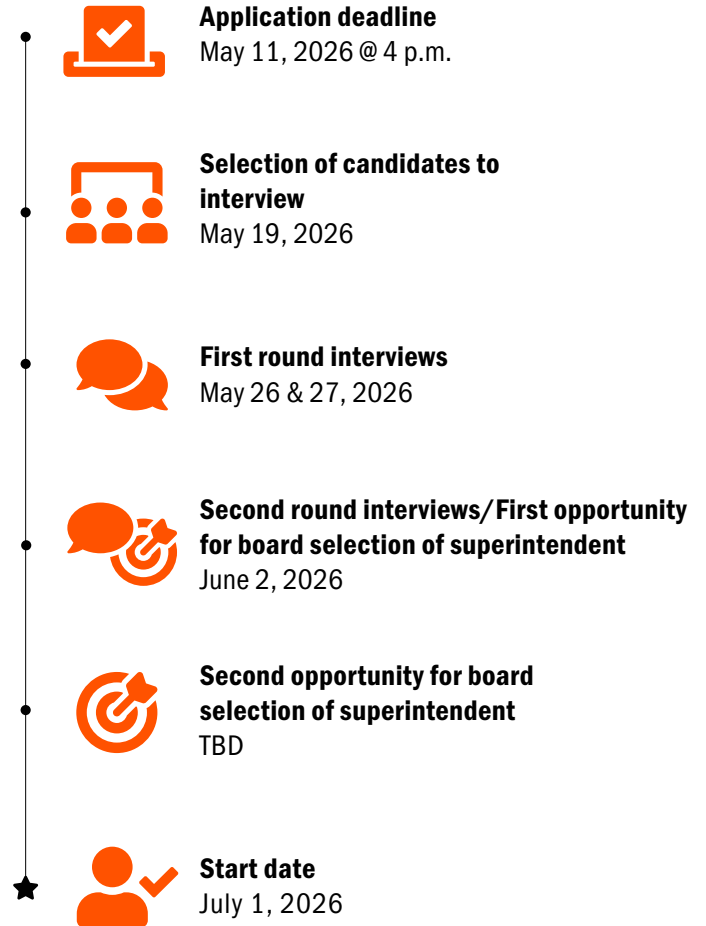 Application deadline
May 11, 2026 @ 4 p.m.
Selection of candidates to
interview
May 19, 2026
First round interviews
May 26 & 27, 2026
Second round interviews/First opportunity
for board selection of superintendent
June 2, 2026
Second opportunity for board
selection of superintendent
TBD
Start date
July 1, 2026